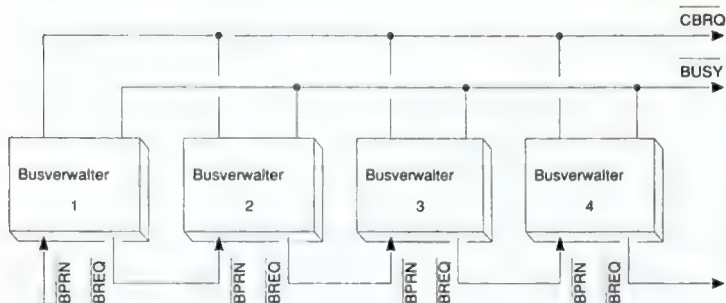 CBRQ
BUSY
Busverwalter
1
Busverwalter
2
Busverwalter
3
Busverwalter
4
BPRN
BREQ
BPRN
BREQ
BPRN
BREQ
BPRN
BREQ